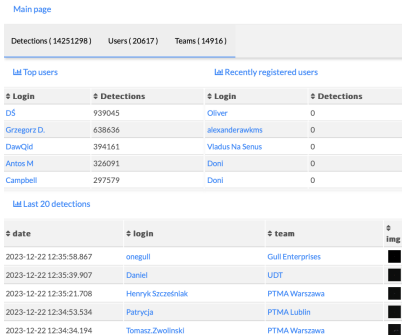 Main page
Detections ( 14251298 ) Users ( 20617 ) Teams ( 14916 )
Top users Recently registered users
Login Detections Login Detections
DŚ 939045 Oliver 0
Grzegorz D. 638636 alexanderawkms 0
DawQld 394161 Vladus Na Senus 0
Antos M 326091 Doni 0
Campbell 297579 Doni 0
Last 20 detections
date login team img
2023-12-22 12:35:58.867 onegull Gull Enterprises
2023-12-22 12:35:39.907 Daniel UDT
2023-12-22 12:35:21.708 Henryk Szcześniak PTMA Warszawa
2023-12-22 12:34:53.534 Patrycja PTMA Lublin
2023-12-22 12:34:34.194 Tomasz.Zwolinski PTMA Warszawa